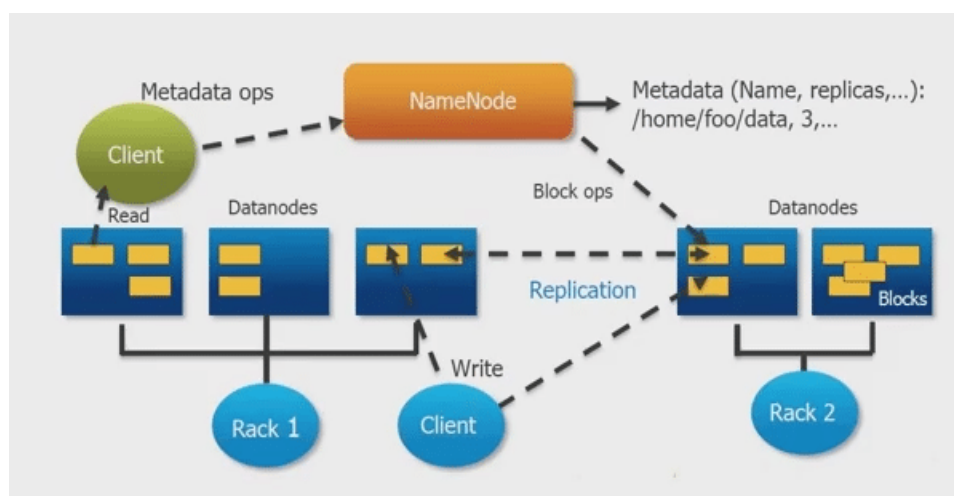 Metadata ops
NameNode
Metadata (Name, replicas,...):
/home/foo/data, 3,...
Client
Block ops
Read
Datanodes
Datanodes
Replication
Blocks
Write
Rack 1
Client
Rack 2